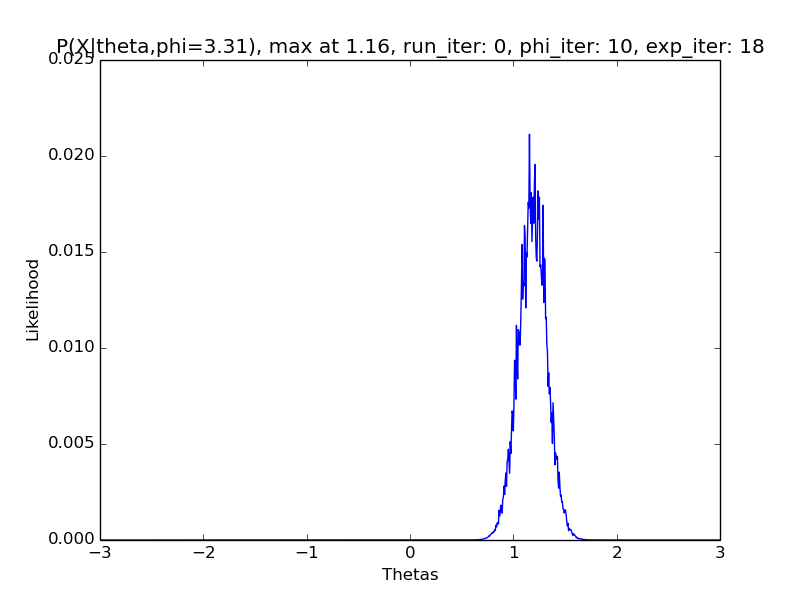 P(X|theta,phi=3.31), max at 1.16, run_iter: 0, phi_iter: 10, exp_iter: 18
0.025
0.020
0.015
0.010
0.005
0.000
Likelihood
−3 −2 −1 0 1 2 3
Thetas